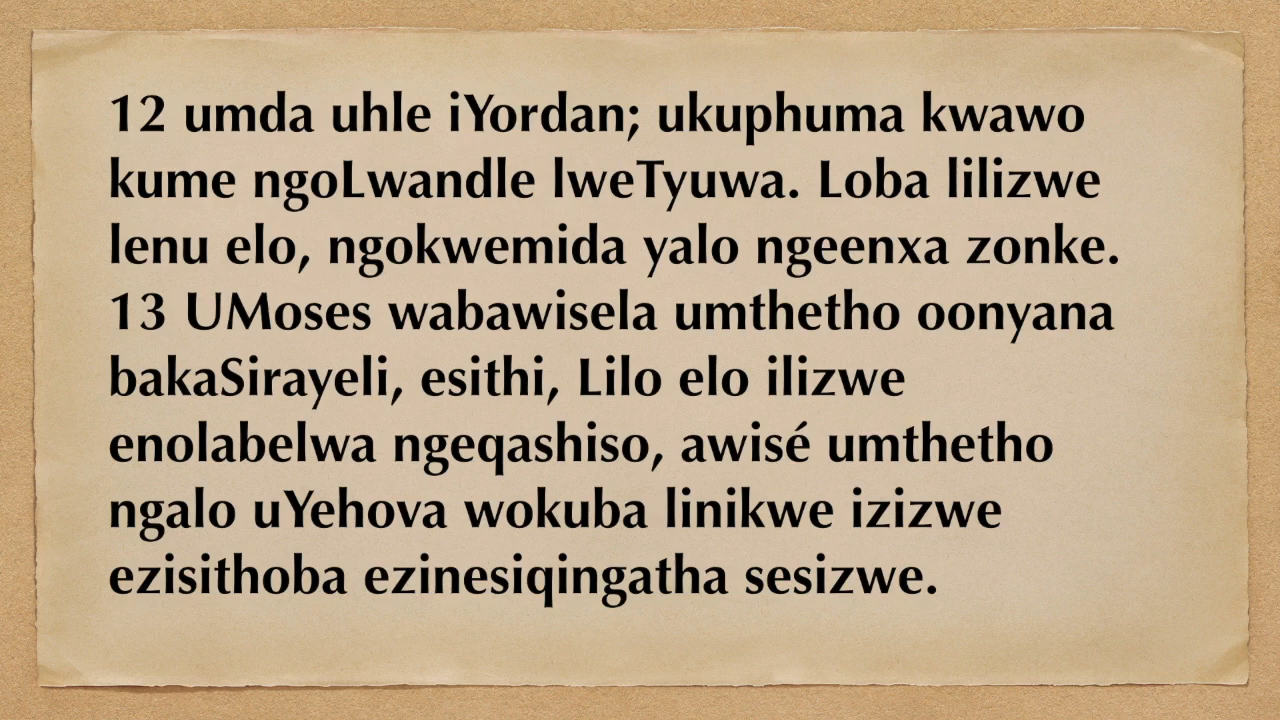 12 umda uhle iYordan; ukuphuma kwawo
kume ngoLwandle lweTyuwa. Loba lilizwe
lenu elo, ngokwemida yalo ngeenxa zonke.
13 UMoses wabawisela umthetho oonyana
bakaSirayeli, esithi, Lilo elo ilizwe
enolabelwa ngeqashiso, awisé umthetho
ngalo uYehova wokuba linikwe izizwe
ezisithoba ezinesiqingatha sesizwe.